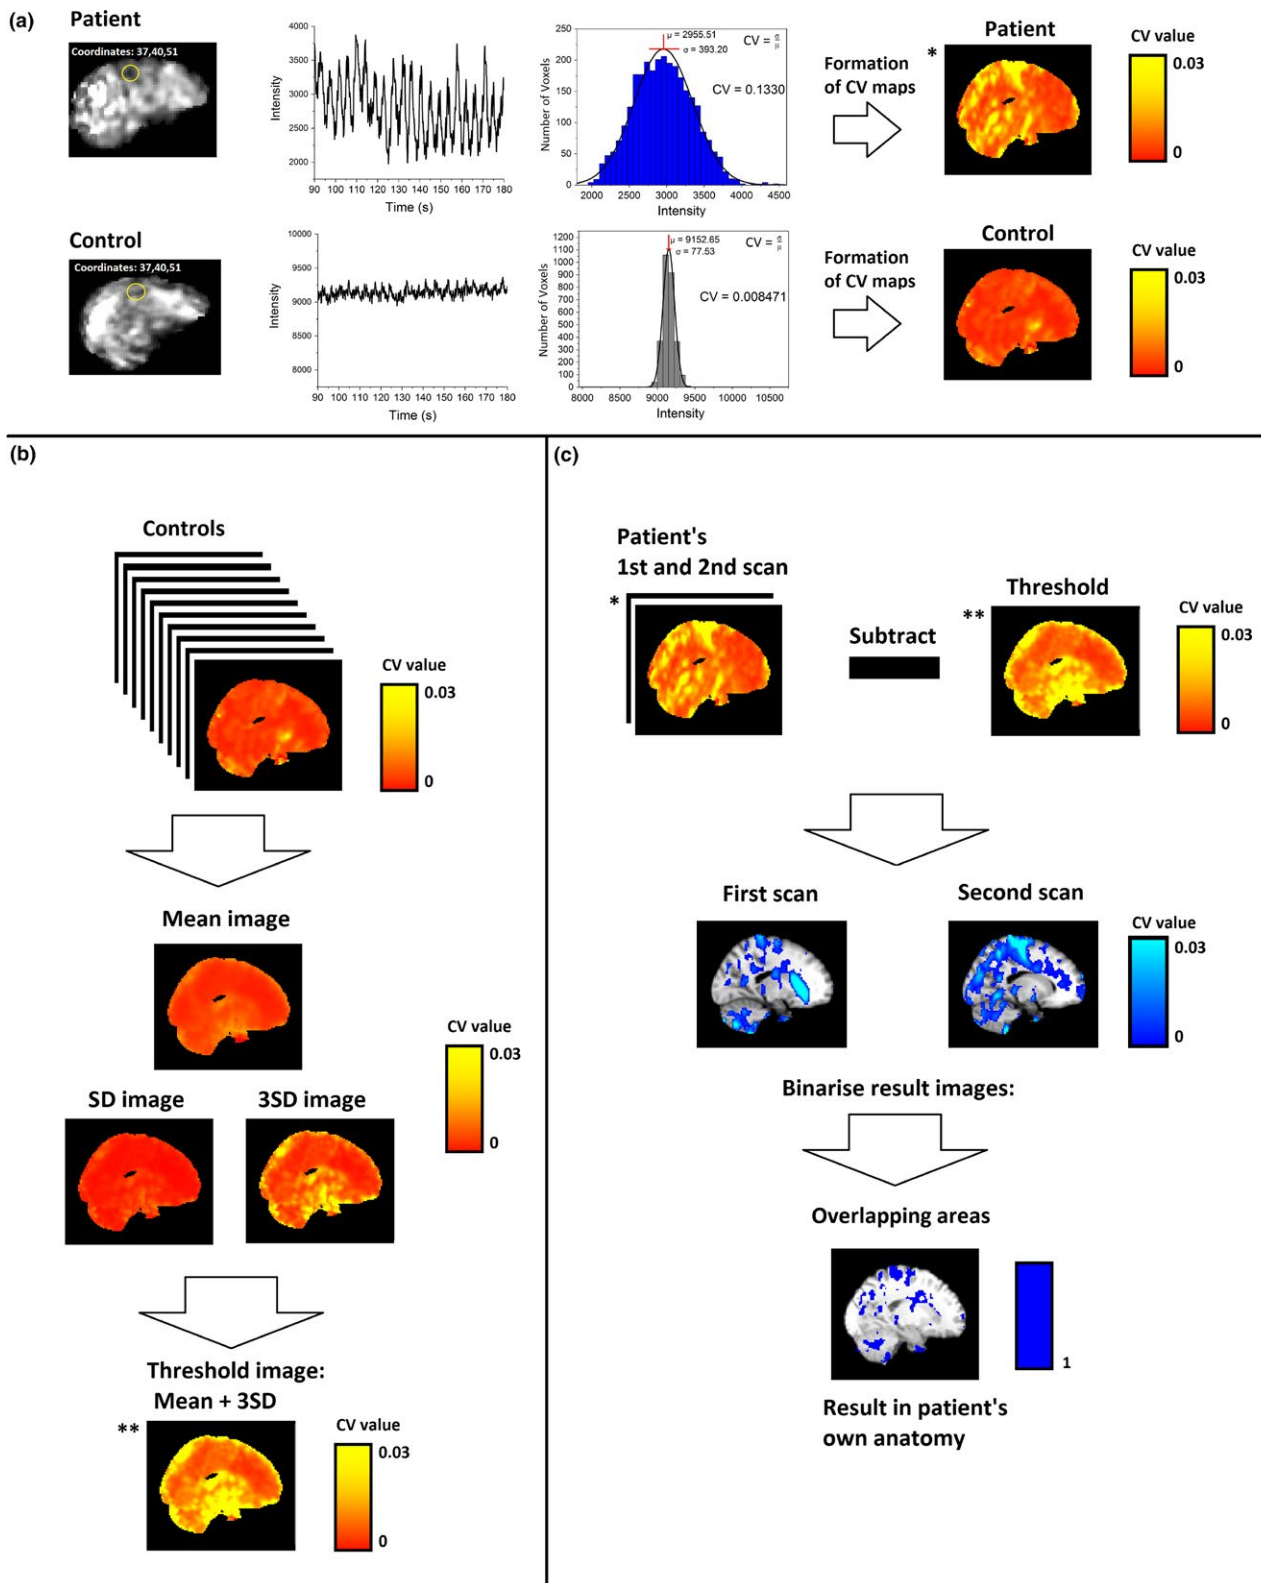 (a)
Patient
Coordinates: 37,40,51
4000
3500
3000
2500
2000
Intensity
90 100 110 120 130 140 150 160 170 180
Time (s)
250
200
150
100
50
0
Number of Voxels
μ = 2955.51
σ = 393.20
CV =
CV = 0.1330
2000 2500 3000 3500 4000 4500
Intensity
Formation
of CV maps
Patient
*
CV value
0.03
0
Control
Coordinates: 37,40,51
10000
9500
9000
8500
8000
Intensity
90 100 110 120 130 140 150 160 170 180
Time (s)
1200
1100
1000
900
800
700
600
500
400
300
200
100
0
Number of Voxels
μ = 9152.65
σ = 77.53
CV =
CV = 0.008471
8000 8500 9000 9500 10000 10500
Intensity
Formation
of CV maps
Control
CV value
0.03
0
(b)
Controls
CV value
0.03
0
Mean image
CV value
0.03
0
SD image
3SD image
Threshold image:
Mean + 3SD
**
CV value
0.03
0
(c)
Patient's
1st and 2nd scan
*
Subtract
Threshold
**
CV value
0.03
0
First scan
Second scan
CV value
0.03
0
Binarise result images:
Overlapping areas
1
Result in patient's
own anatomy